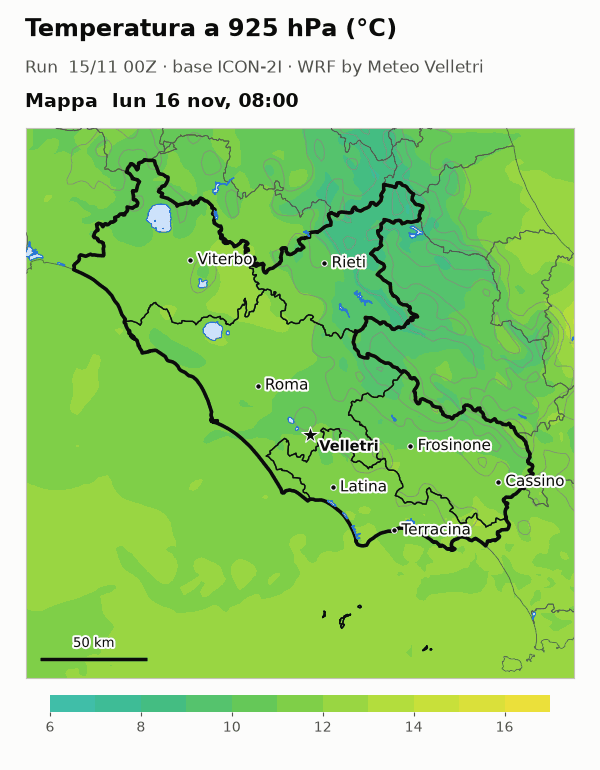 Temperatura a 925 hPa (°C)
Run  15/11 00Z · base ICON-2I · WRF by Meteo Velletri
Mappa  lun 16 nov, 08:00
Viterbo
Rieti
Roma
Velletri
Frosinone
Cassino
Latina
Terracina
50 km
6 8 10 12 14 16